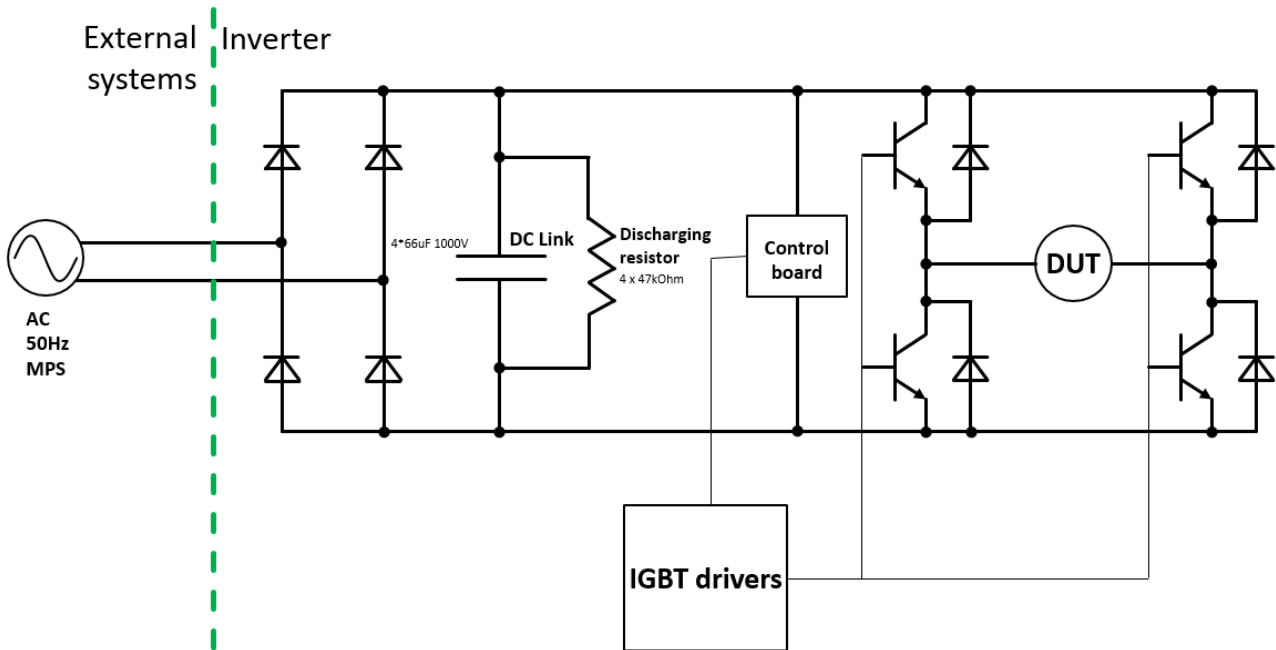 External
systems
Inverter
AC
50Hz
MPS
4*66uF 1000V
DC Link
Discharging
resistor
4 x 47kOhm
Control
board
DUT
IGBT drivers